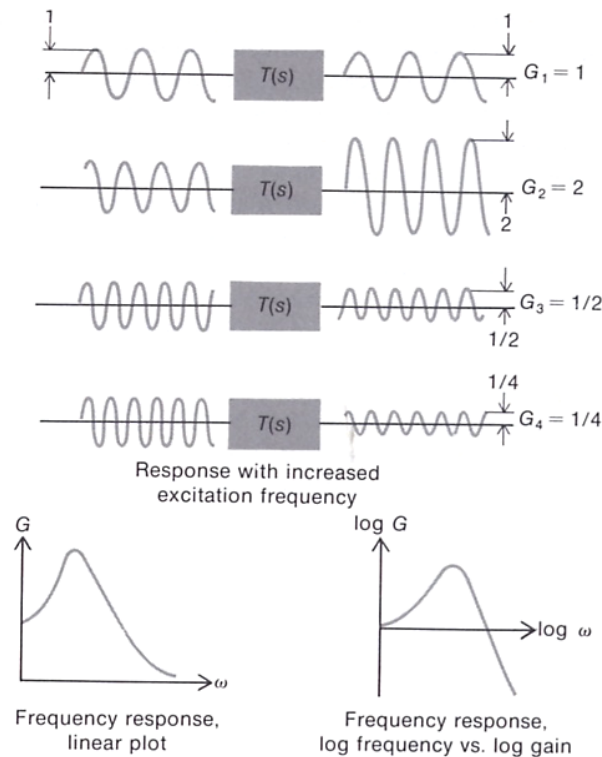 1
T(s)
1
G₁ = 1
T(s)
G₂ = 2
2
T(s)
G₃ = 1/2
1/2
1/4
T(s)
G₄ = 1/4
Response with increased
excitation frequency
G
ω
log G
log ω
Frequency response,
linear plot
Frequency response,
log frequency vs. log gain